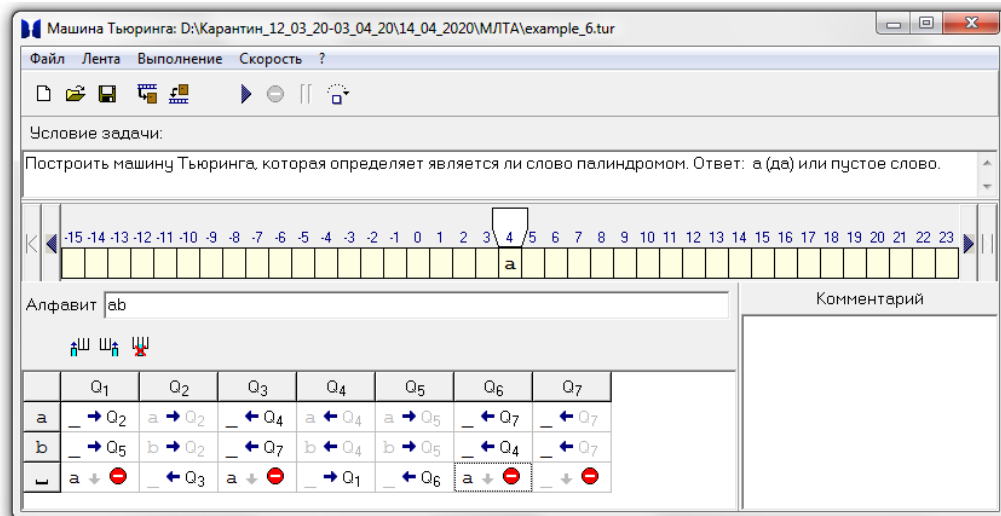 Машина Тьюринга: D:\Карантин_12_03_20-03_04_20\14_04_2020\МЛТА\example_6.tur
Файл Лента Выполнение Скорость ?
Условие задачи:
Построить машину Тьюринга, которая определяет является ли слово палиндромом. Ответ: a (да) или пустое слово.
-15 -14 -13 -12 -11 -10 -9 -8 -7 -6 -5 -4 -3 -2 -1 0 1 2 3 4 5 6 7 8 9 10 11 12 13 14 15 16 17 18 19 20 21 22 23
a
Алфавит ab
Комментарий
Q1 Q2 Q3 Q4 Q5 Q6 Q7
a _ → Q2 a → Q2 _ ← Q4 a ← Q4 a → Q5 _ ← Q7 _ ← Q7
b _ → Q5 b → Q2 _ ← Q7 b ← Q4 b → Q5 _ ← Q4 _ ← Q7
␣ a ↓ _ ← Q3 a ↓ _ → Q1 _ ← Q6 a ↓ _ ↓